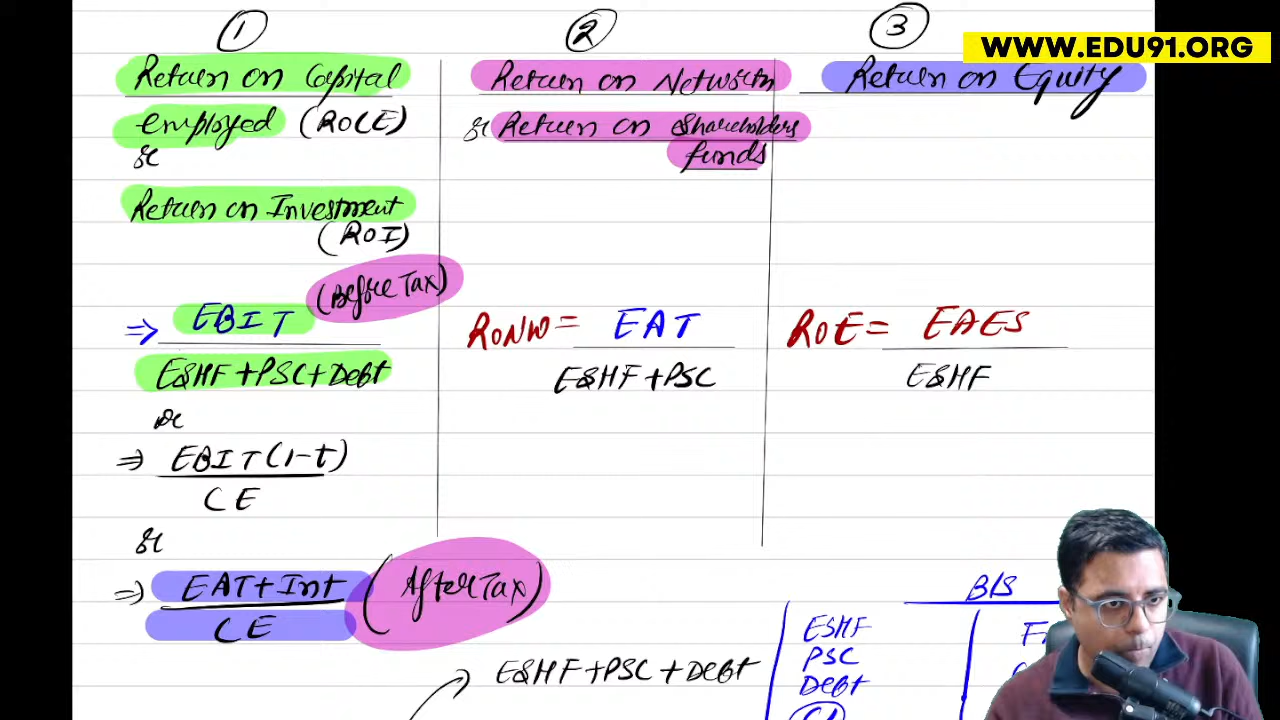 1
2
3
WWW.EDU91.ORG
Return on Capital
employed (ROCE)
or
Return on Investment
(ROI)
Return on Networth
or Return on Shareholders
funds
Return on Equity
(Before Tax)
⇒ EBIT
ESHF+PSC+Debt
or
⇒ EBIT(1-t)
CE
or
⇒ EAT+Int (After Tax)
CE
RONW = EAT
ESHF+PSC
ROE = EAES
ESHF
ESHF+PSC+Debt
B/S
ESHF
PSC
Debt
CL